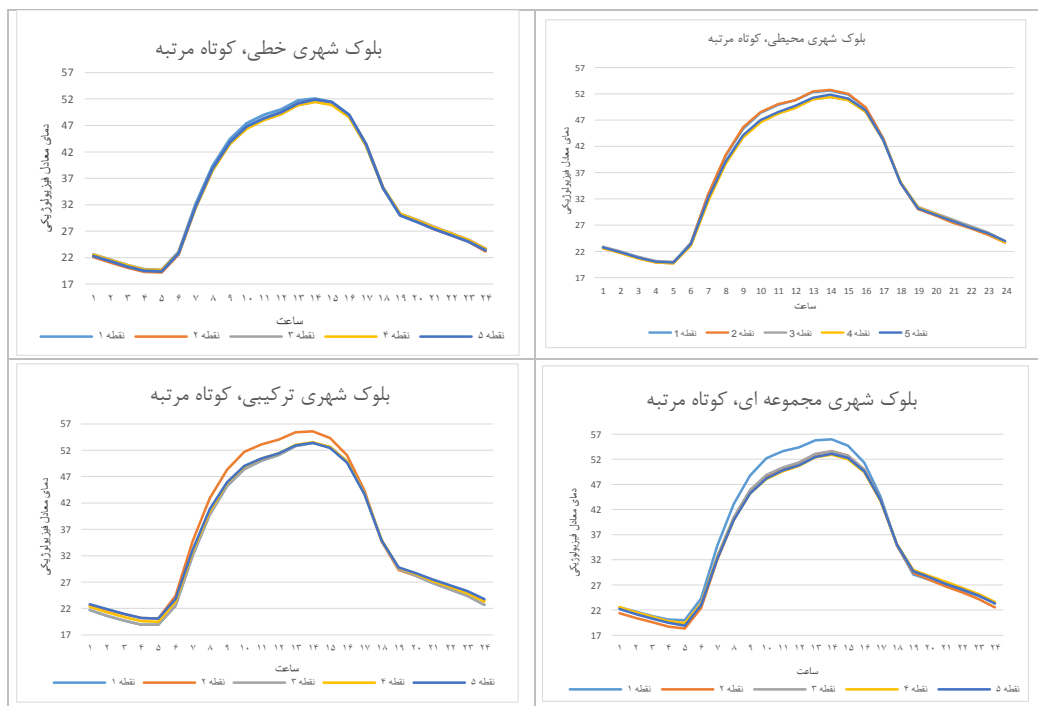 بلوک شهری خطی، کوتاه مرتبه
دمای معادل فیزیولوژیکی
57
52
47
42
37
32
27
22
17
۱ ۲ ۳ ۴ ۵ ۶ ۷ ۸ ۹ ۱۰ ۱۱ ۱۲ ۱۳ ۱۴ ۱۵ ۱۶ ۱۷ ۱۸ ۱۹ ۲۰ ۲۱ ۲۲ ۲۳ ۲۴
ساعت
نقطه ۱ نقطه ۲ نقطه ۳ نقطه ۴ نقطه ۵
بلوک شهری محیطی، کوتاه مرتبه
دمای معادل فیزیولوژیکی
57
52
47
42
37
32
27
22
17
1 2 3 4 5 6 7 8 9 10 11 12 13 14 15 16 17 18 19 20 21 22 23 24
ساعت
نقطه 1 نقطه 2 نقطه 3 نقطه 4 نقطه 5
بلوک شهری ترکیبی، کوتاه مرتبه
دمای معادل فیزیولوژیکی
57
52
47
42
37
32
27
22
17
۱ ۲ ۳ ۴ ۵ ۶ ۷ ۸ ۹ ۱۰ ۱۱ ۱۲ ۱۳ ۱۴ ۱۵ ۱۶ ۱۷ ۱۸ ۱۹ ۲۰ ۲۱ ۲۲ ۲۳ ۲۴
ساعت
نقطه ۱ نقطه ۲ نقطه ۳ نقطه ۴ نقطه ۵
بلوک شهری مجموعه ای، کوتاه مرتبه
دمای معادل فیزیولوژیکی
57
52
47
42
37
32
27
22
17
۱ ۲ ۳ ۴ ۵ ۶ ۷ ۸ ۹ ۱۰ ۱۱ ۱۲ ۱۳ ۱۴ ۱۵ ۱۶ ۱۷ ۱۸ ۱۹ ۲۰ ۲۱ ۲۲ ۲۳ ۲۴
ساعت
نقطه ۱ نقطه ۲ نقطه ۳ نقطه ۴ نقطه ۵